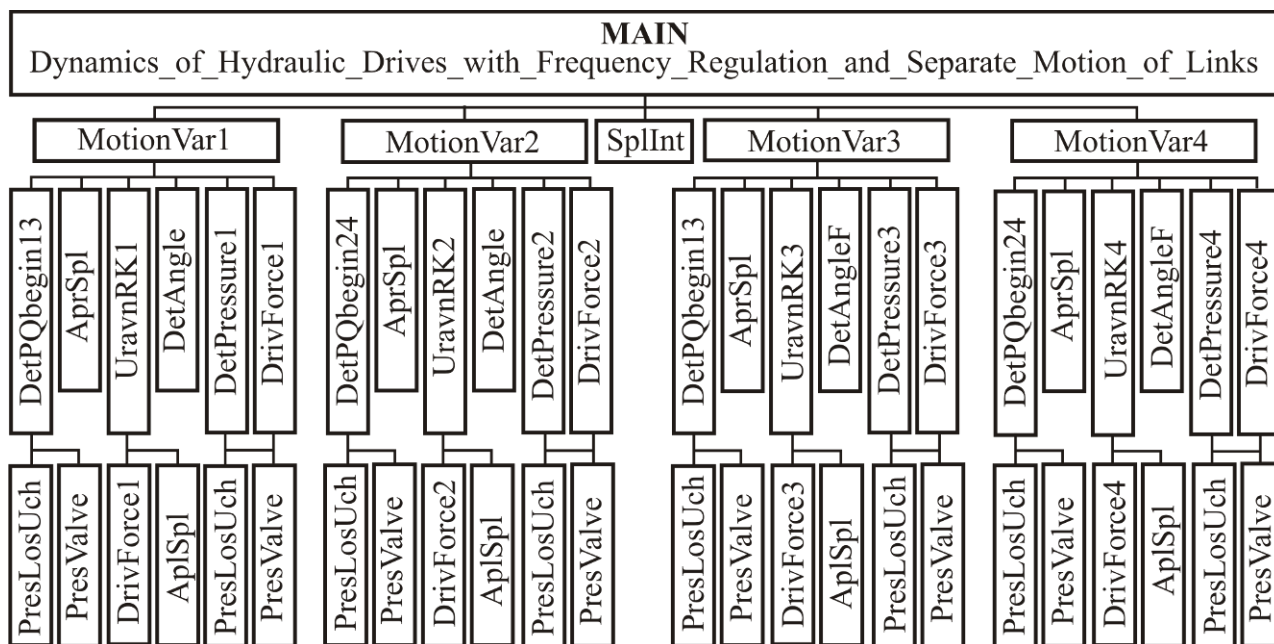 MAIN
Dynamics_of_Hydraulic_Drives_with_Frequency_Regulation_and_Separate_Motion_of_Links
MotionVar1
MotionVar2
SplInt
MotionVar3
MotionVar4
DetPQbegin13
AprSpl
UravnRK1
DetAngle
DetPressure1
DrivForce1
DetPQbegin24
AprSpl
UravnRK2
DetAngle
DetPressure2
DrivForce2
DetPQbegin13
AprSpl
UravnRK3
DetAngleF
DetPressure3
DrivForce3
DetPQbegin24
AprSpl
UravnRK4
DetAngleF
DetPressure4
DrivForce4
PresLosUch
PresValve
DrivForce1
AplSpl
PresLosUch
PresValve
PresLosUch
PresValve
DrivForce2
AplSpl
PresLosUch
PresValve
PresLosUch
PresValve
DrivForce3
AplSpl
PresLosUch
PresValve
PresLosUch
PresValve
DrivForce4
AplSpl
PresLosUch
PresValve